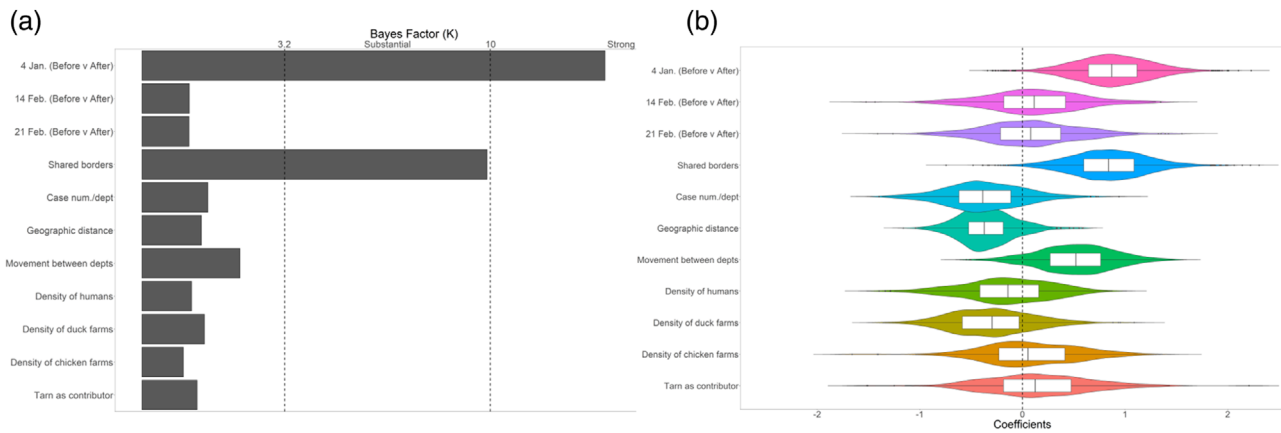 (a)
Bayes Factor (K)
3.2 Substantial 10 Strong
4 Jan. (Before v After)
14 Feb. (Before v After)
21 Feb. (Before v After)
Shared borders
Case num./dept
Geographic distance
Movement between depts
Density of humans
Density of duck farms
Density of chicken farms
Tarn as contributor
(b)
4 Jan. (Before v After)
14 Feb. (Before v After)
21 Feb. (Before v After)
Shared borders
Case num./dept
Geographic distance
Movement between depts
Density of humans
Density of duck farms
Density of chicken farms
Tarn as contributor
-2 -1 0 1 2
Coefficients